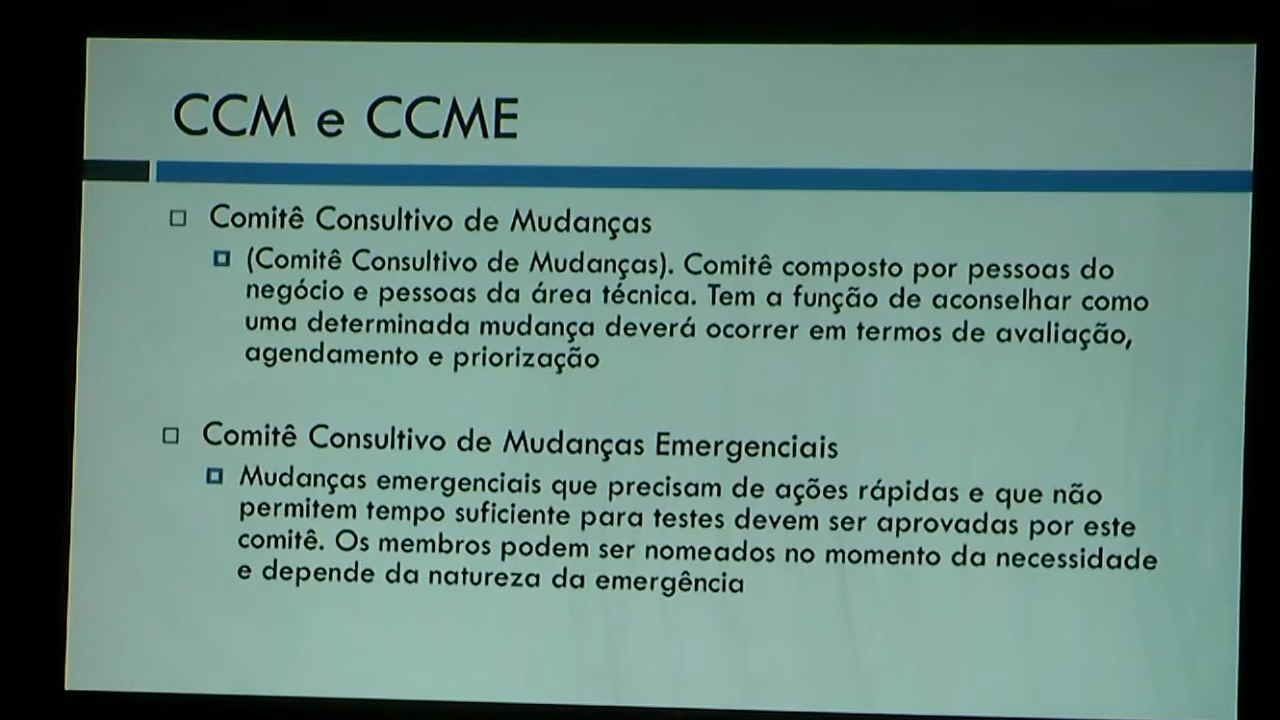 CCM e CCME
Comitê Consultivo de Mudanças
(Comitê Consultivo de Mudanças). Comitê composto por pessoas do
negócio e pessoas da área técnica. Tem a função de aconselhar como
uma determinada mudança deverá ocorrer em termos de avaliação,
agendamento e priorização
Comitê Consultivo de Mudanças Emergenciais
Mudanças emergenciais que precisam de ações rápidas e que não
permitem tempo suficiente para testes devem ser aprovadas por este
comitê. Os membros podem ser nomeados no momento da necessidade
e depende da natureza da emergência